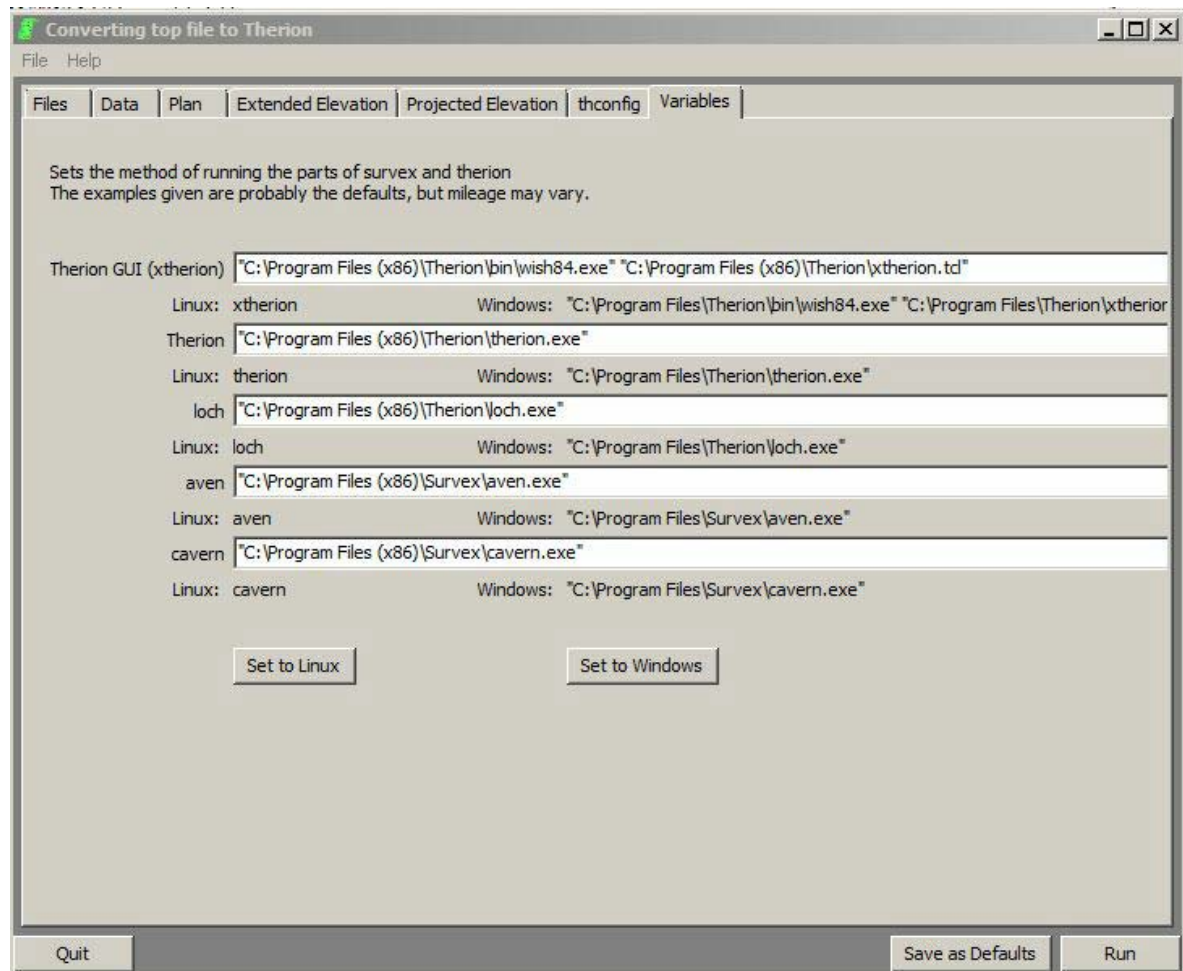 Converting top file to Therion
File Help
Files Data Plan Extended Elevation Projected Elevation thconfig Variables
Sets the method of running the parts of survex and therion
The examples given are probably the defaults, but mileage may vary.
Therion GUI (xtherion) "C:\Program Files (x86)\Therion\bin\wish84.exe" "C:\Program Files (x86)\Therion\xtherion.tcl"
Linux: xtherion Windows: "C:\Program Files\Therion\bin\wish84.exe" "C:\Program Files\Therion\xtherior
Therion "C:\Program Files (x86)\Therion\therion.exe"
Linux: therion Windows: "C:\Program Files\Therion\therion.exe"
loch "C:\Program Files (x86)\Therion\loch.exe"
Linux: loch Windows: "C:\Program Files\Therion\loch.exe"
aven "C:\Program Files (x86)\Survex\aven.exe"
Linux: aven Windows: "C:\Program Files\Survex\aven.exe"
cavern "C:\Program Files (x86)\Survex\cavern.exe"
Linux: cavern Windows: "C:\Program Files\Survex\cavern.exe"
Set to Linux Set to Windows
Quit Save as Defaults Run